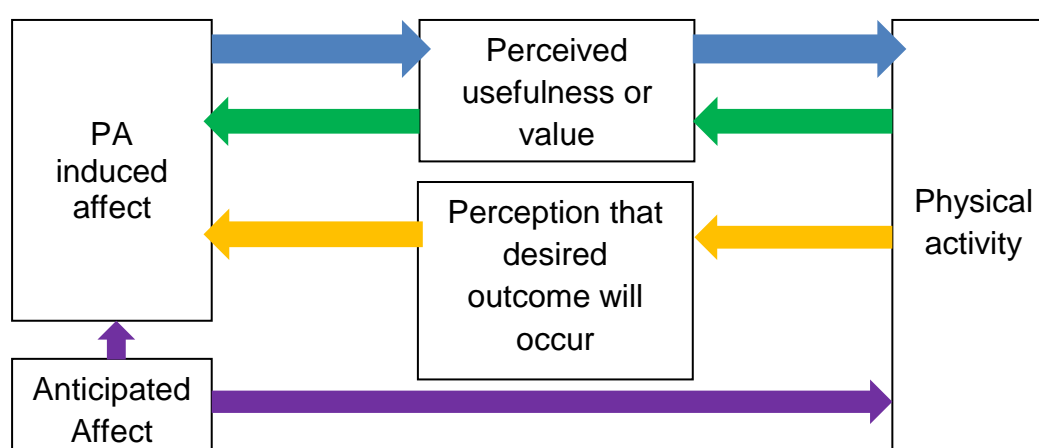 PA
induced
affect
Perceived
usefulness or
value
Perception that
desired
outcome will
occur
Physical
activity
Anticipated
Affect